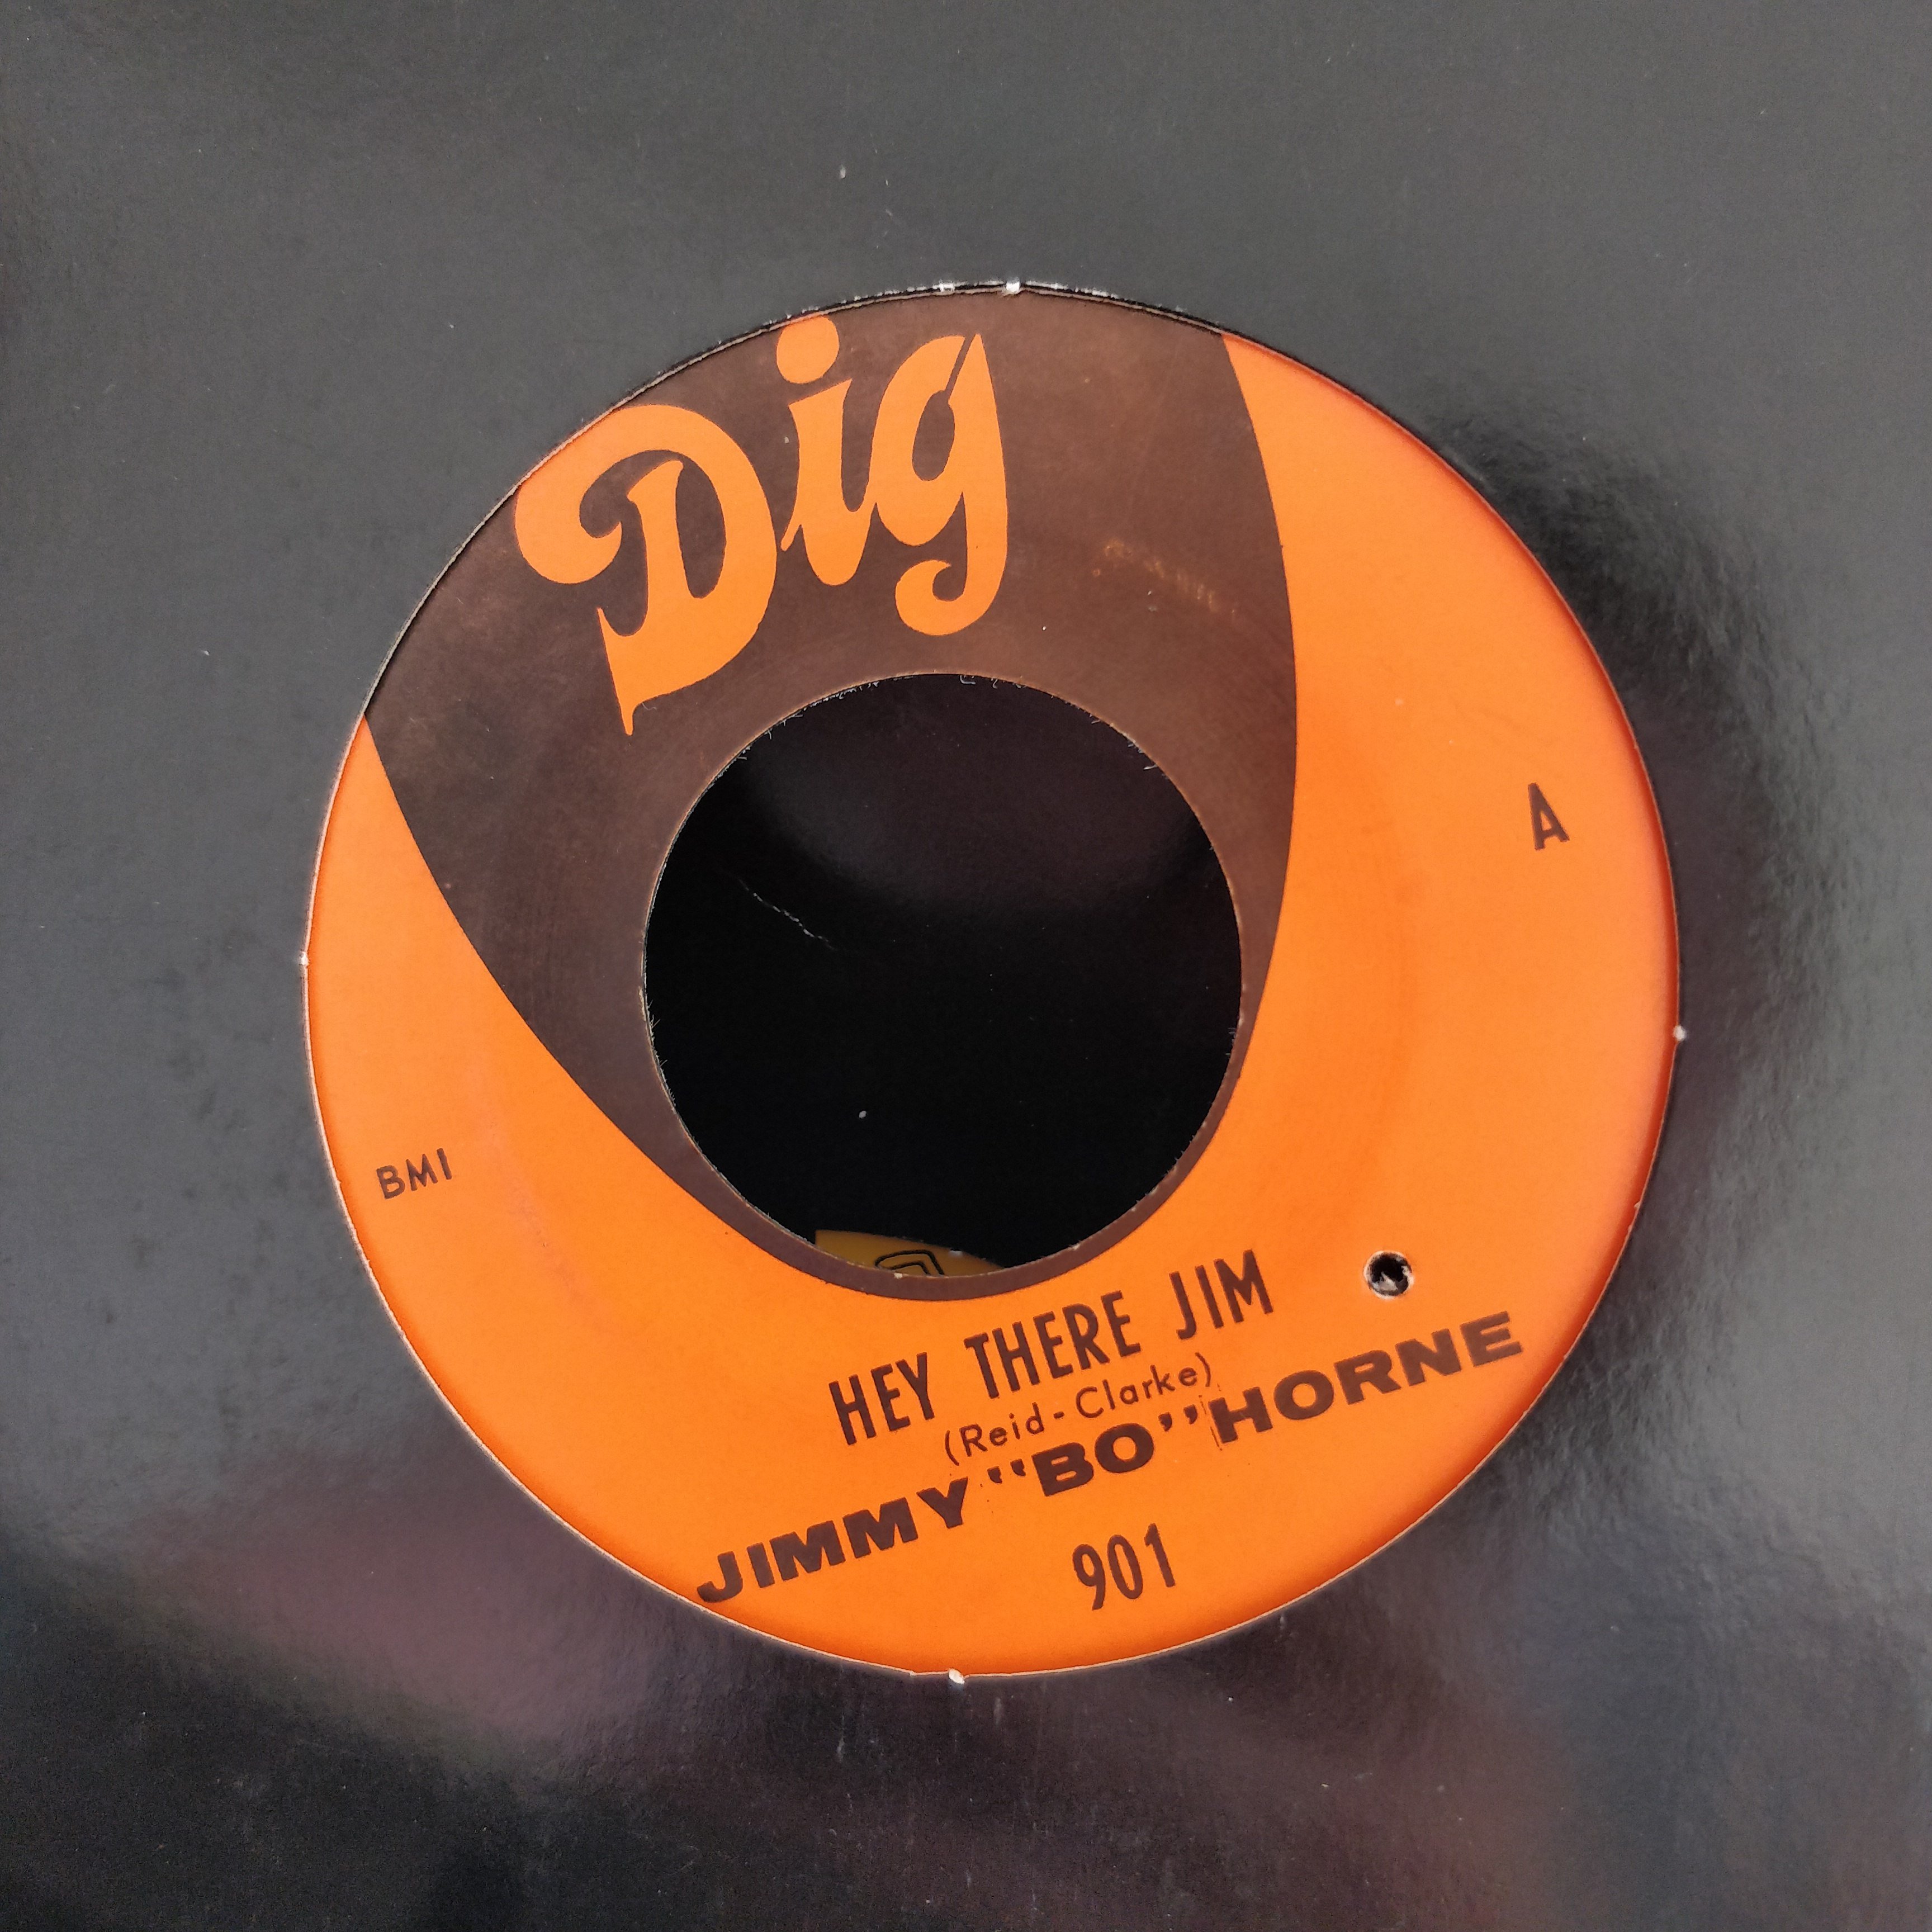 Dig
A
BMI
HEY THERE JIM
(Reid-Clarke)
JIMMY "BO" HORNE
901